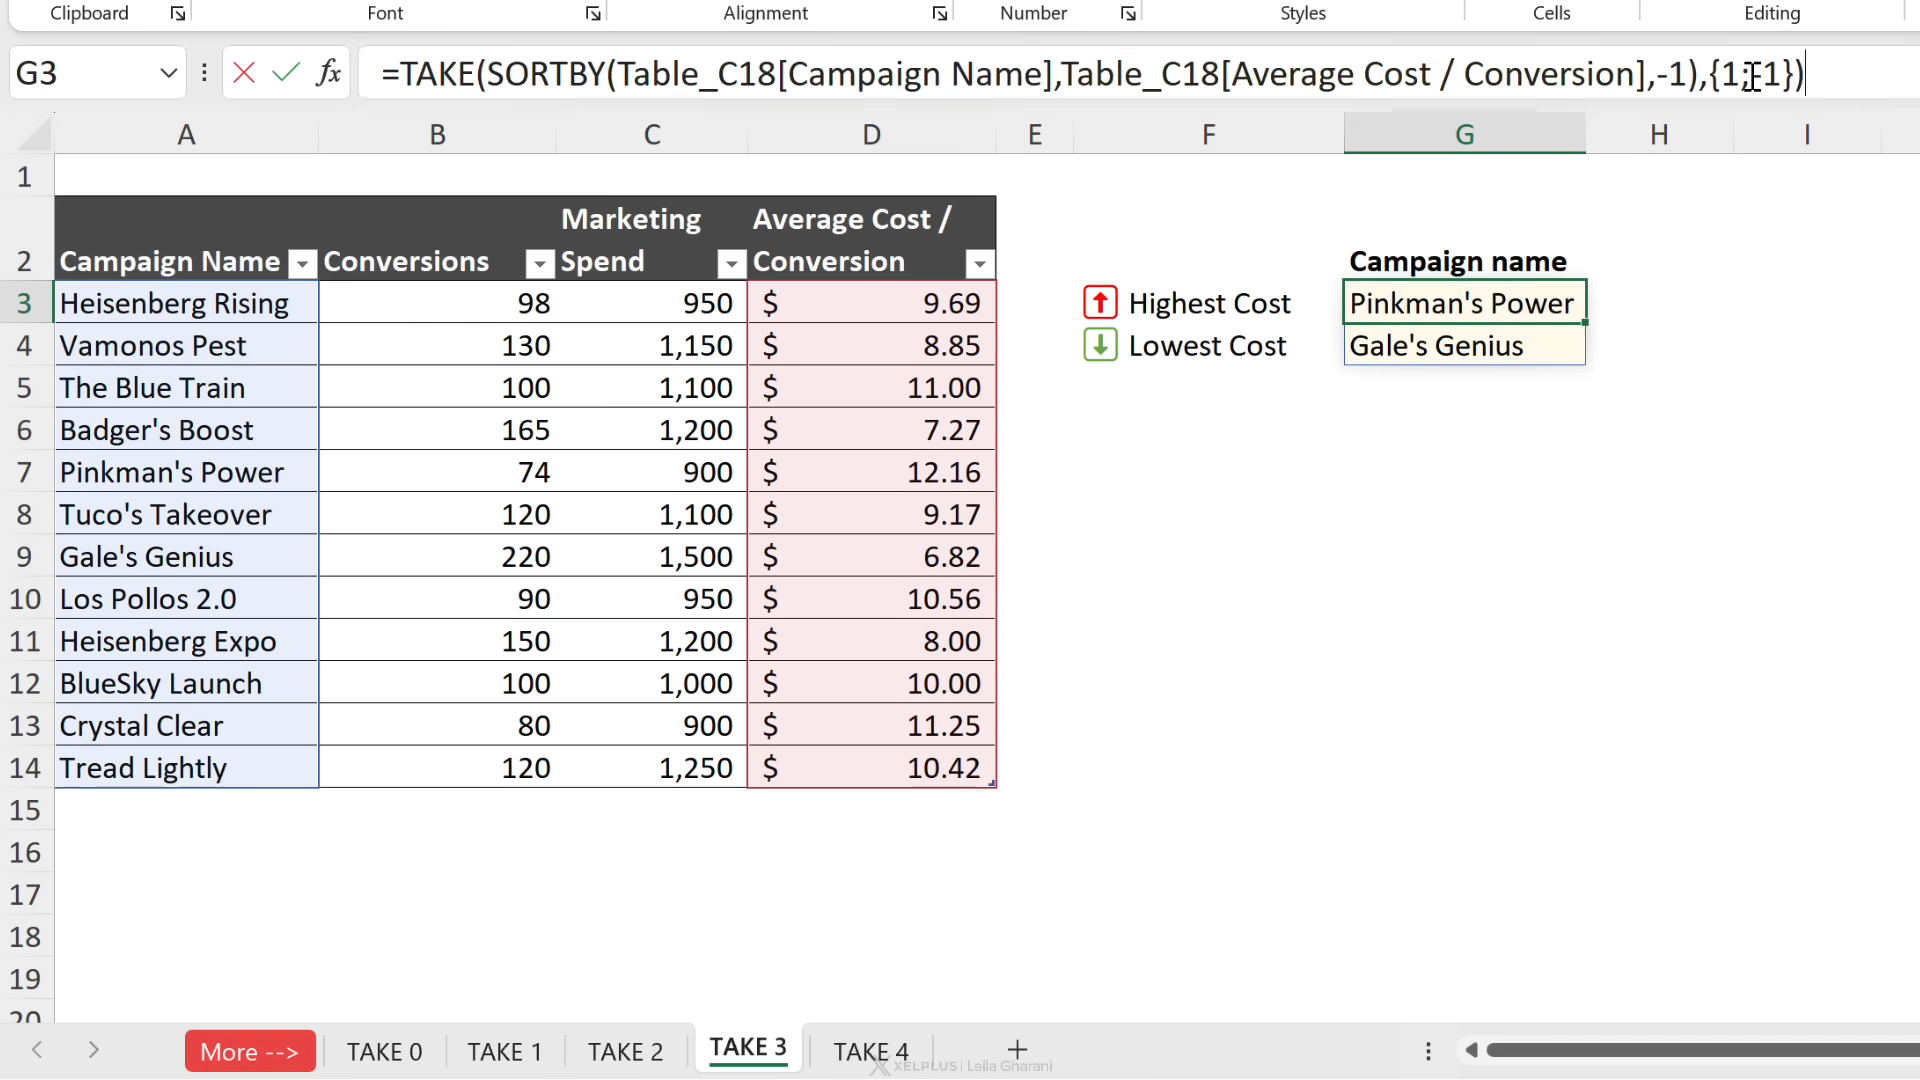 Clipboard Font Alignment Number Styles Cells Editing
G3 fx =TAKE(SORTBY(Table_C18[Campaign Name],Table_C18[Average Cost / Conversion],-1),{1;-1})
A B C D E F G H I
1
Marketing Average Cost /
2 Campaign Name Conversions Spend Conversion Campaign name
3 Heisenberg Rising 98 950 $ 9.69 Highest Cost Pinkman's Power
4 Vamonos Pest 130 1,150 $ 8.85 Lowest Cost Gale's Genius
5 The Blue Train 100 1,100 $ 11.00
6 Badger's Boost 165 1,200 $ 7.27
7 Pinkman's Power 74 900 $ 12.16
8 Tuco's Takeover 120 1,100 $ 9.17
9 Gale's Genius 220 1,500 $ 6.82
10 Los Pollos 2.0 90 950 $ 10.56
11 Heisenberg Expo 150 1,200 $ 8.00
12 BlueSky Launch 100 1,000 $ 10.00
13 Crystal Clear 80 900 $ 11.25
14 Tread Lightly 120 1,250 $ 10.42
15
16
17
18
19
20
More --> TAKE 0 TAKE 1 TAKE 2 TAKE 3 TAKE 4
XELPLUS | Leila Gharani